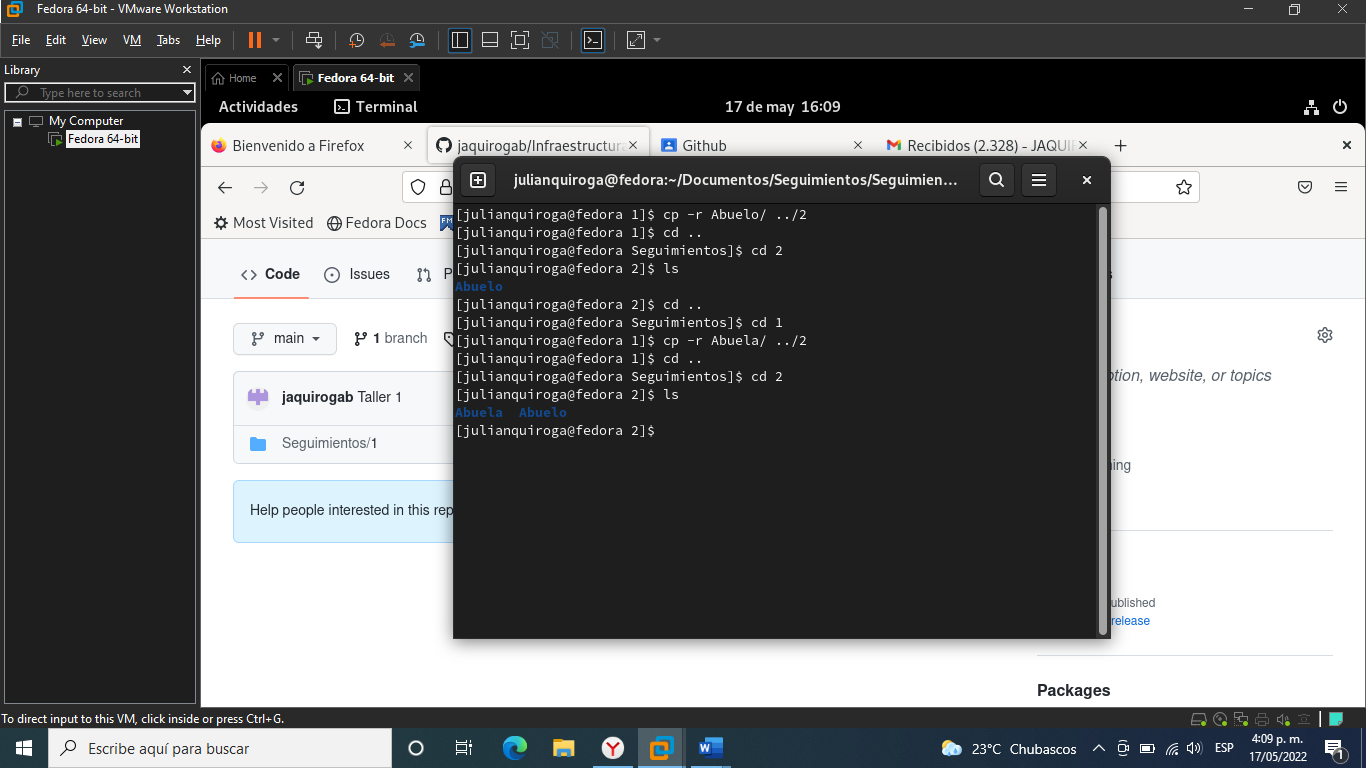 Fedora 64-bit - VMware Workstation
File Edit View VM Tabs Help
Library
Type here to search
My Computer
Fedora 64-bit
Home
Fedora 64-bit
Actividades
Terminal
17 de may 16:09
Bienvenido a Firefox
jaquirogab/Infraestructura
Github
Recibidos (2.328) - JAQUI
julianquiroga@fedora:~/Documentos/Seguimientos/Seguimien...
Most Visited
Fedora Docs
Code
Issues
[julianquiroga@fedora 1]$ cp -r Abuelo/ ../2
[julianquiroga@fedora 1]$ cd ..
[julianquiroga@fedora Seguimientos]$ cd 2
[julianquiroga@fedora 2]$ ls
Abuelo
[julianquiroga@fedora 2]$ cd ..
[julianquiroga@fedora Seguimientos]$ cd 1
[julianquiroga@fedora 1]$ cp -r Abuela/ ../2
[julianquiroga@fedora 1]$ cd ..
[julianquiroga@fedora Seguimientos]$ cd 2
[julianquiroga@fedora 2]$ ls
Abuela Abuelo
[julianquiroga@fedora 2]$
main
1 branch
jaquirogab Taller 1
Seguimientos/1
Help people interested in this rep
ption, website, or topics
ning
ublished
release
Packages
To direct input to this VM, click inside or press Ctrl+G.
Escribe aquí para buscar
23°C Chubascos
ESP
4:09 p. m.
17/05/2022
1